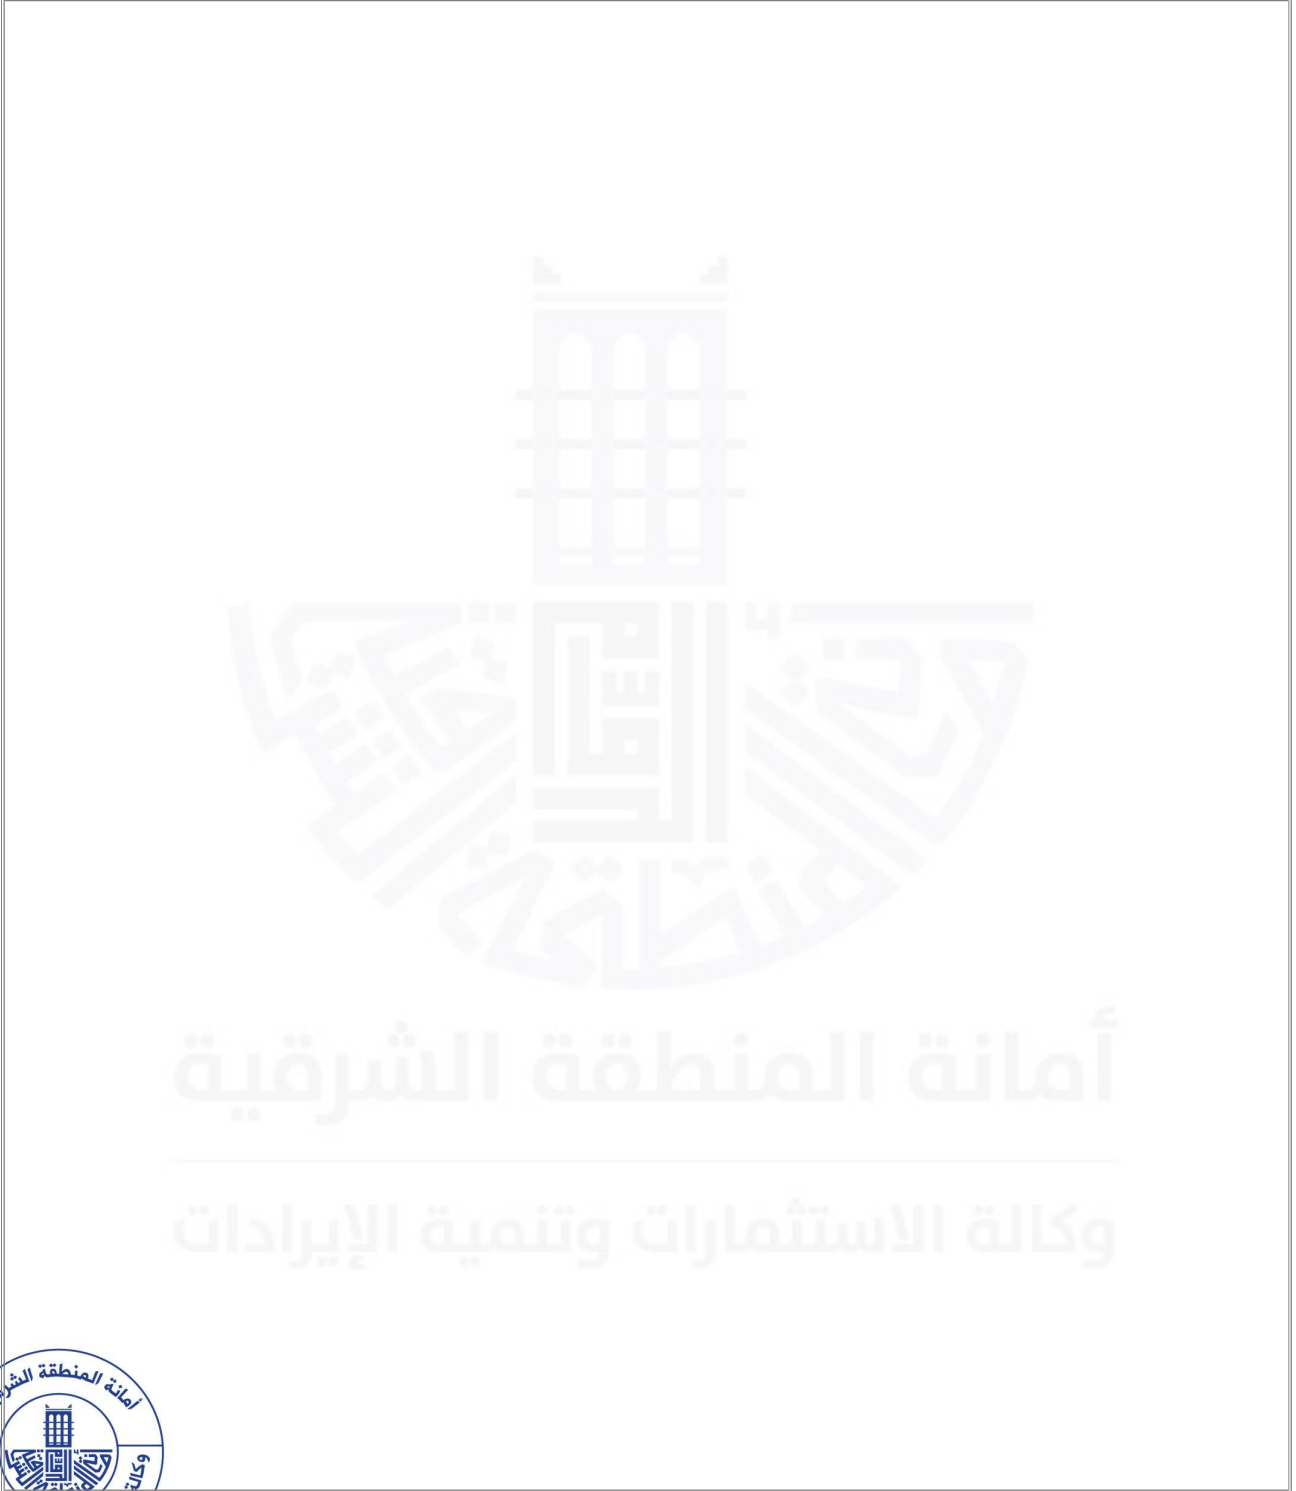 أمانة المنطقة الشرقية
وكالة الاستثمارات وتنمية الإيرادات
أمانة المنطقة